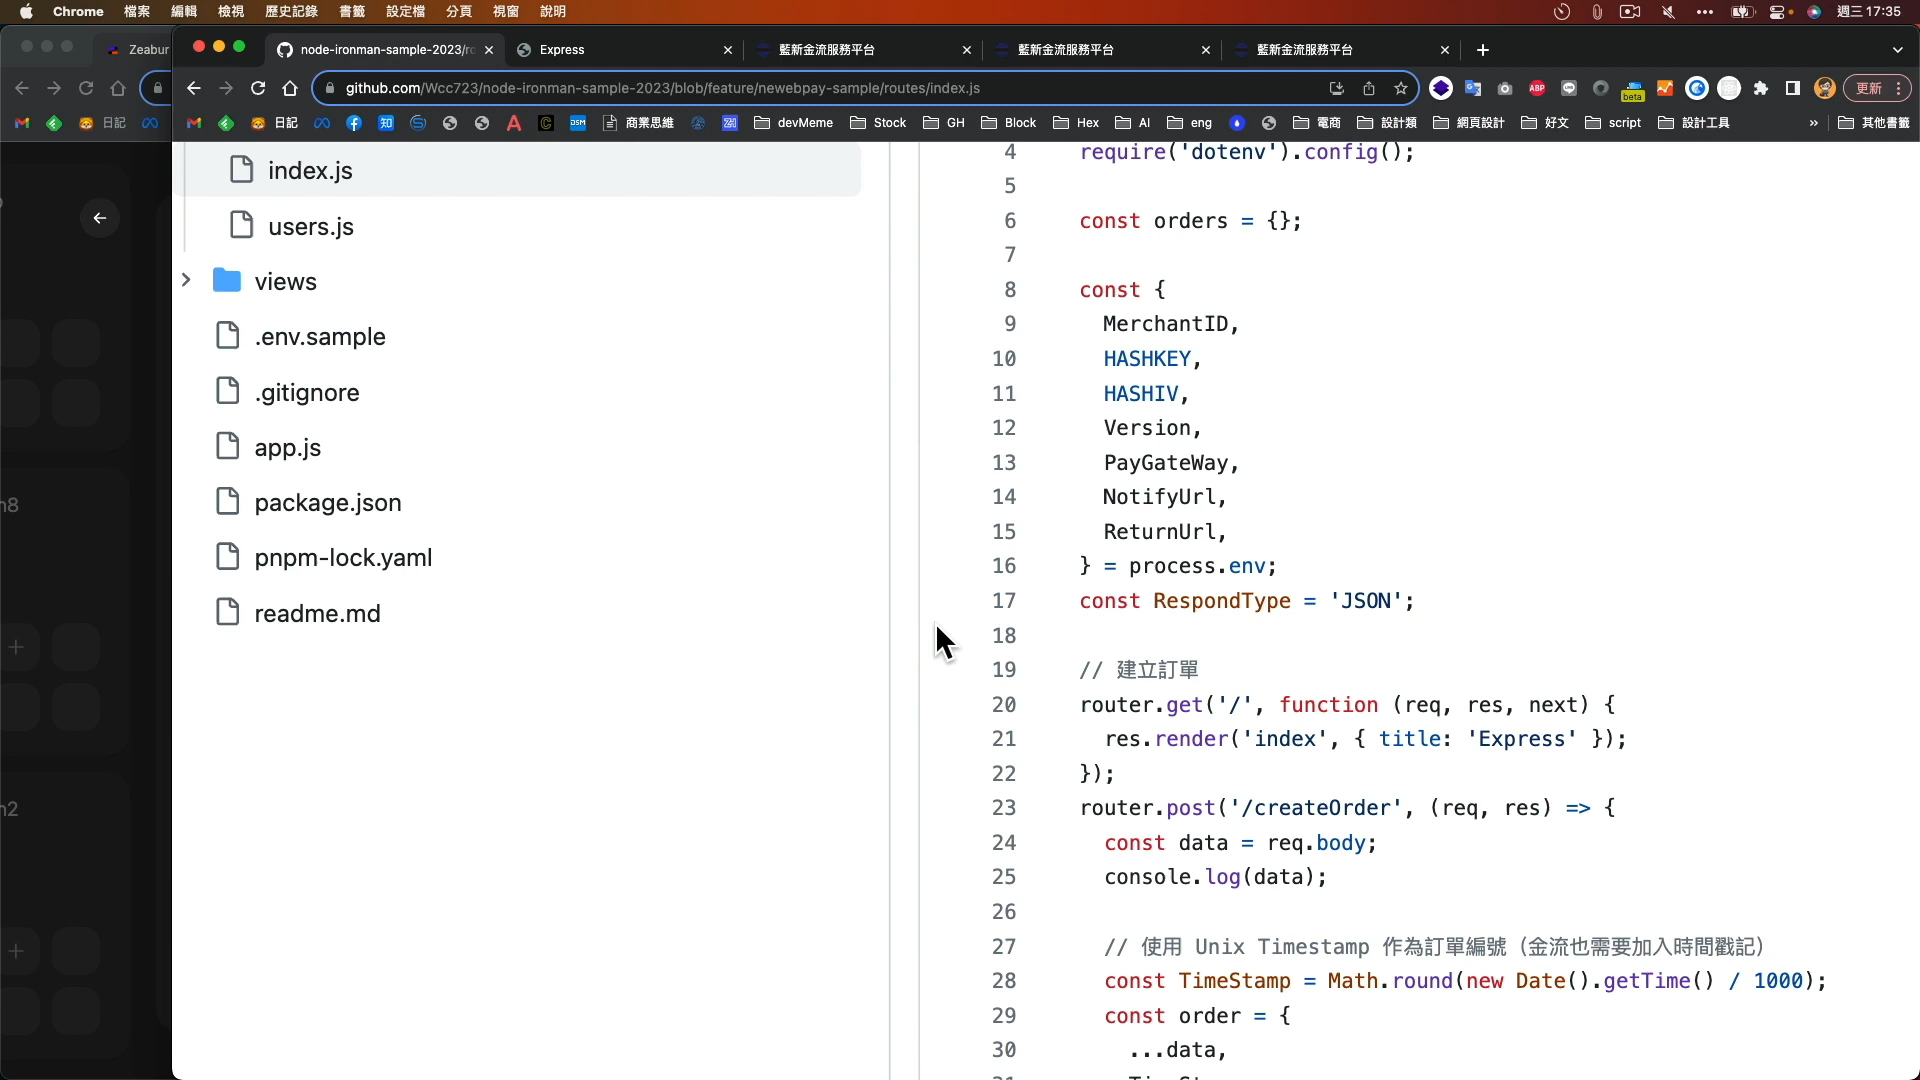 Chrome 檔案 編輯 檢視 歷史記錄 書籤 設定檔 分頁 視窗 說明 週三17:35
Zeabur node-ironman-sample-2023/ro Express 藍新金流服務平台 藍新金流服務平台 藍新金流服務平台
github.com/Wcc723/node-ironman-sample-2023/blob/feature/newebpay-sample/routes/index.js ABP beta 更新
日記 日記 知 DSM 商業思維 devMeme Stock GH Block Hex AI eng 電商 設計類 網頁設計 好文 script 設計工具 » 其他書籤
index.js
users.js
views
.env.sample
.gitignore
app.js
package.json
pnpm-lock.yaml
readme.md
n8
n2
4 require('dotenv').config();
5
6 const orders = {};
7
8 const {
9 MerchantID,
10 HASHKEY,
11 HASHIV,
12 Version,
13 PayGateWay,
14 NotifyUrl,
15 ReturnUrl,
16 } = process.env;
17 const RespondType = 'JSON';
18
19 // 建立訂單
20 router.get('/', function (req, res, next) {
21 res.render('index', { title: 'Express' });
22 });
23 router.post('/createOrder', (req, res) => {
24 const data = req.body;
25 console.log(data);
26
27 // 使用 Unix Timestamp 作為訂單編號（金流也需要加入時間戳記）
28 const TimeStamp = Math.round(new Date().getTime() / 1000);
29 const order = {
30 ...data,